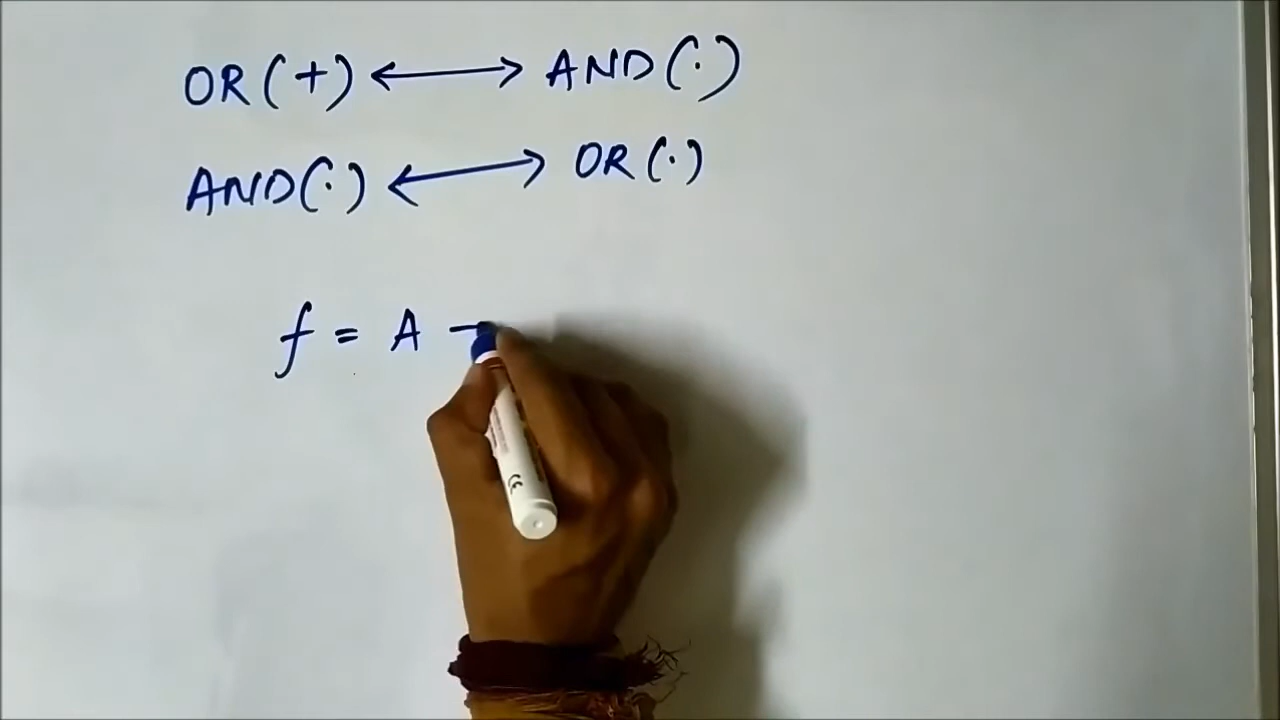 OR (+) ⟷ AND (·)
AND (·) ⟷ OR (·)
f = A —